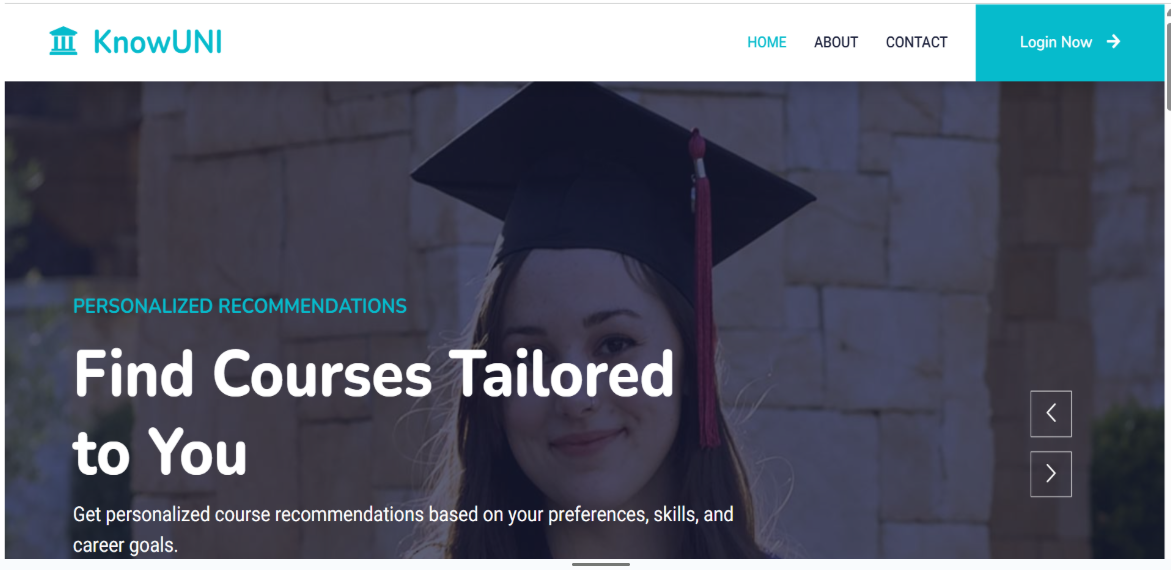 KnowUNI
HOME ABOUT CONTACT Login Now
PERSONALIZED RECOMMENDATIONS
Find Courses Tailored
to You
Get personalized course recommendations based on your preferences, skills, and
career goals.